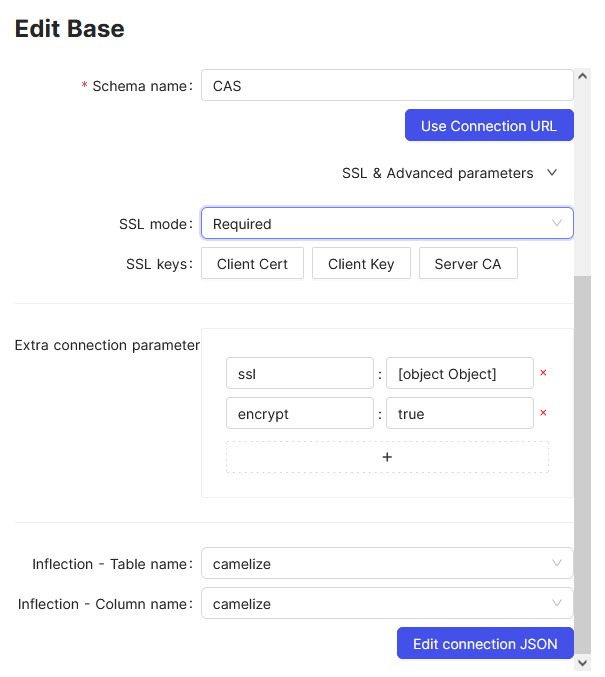 Edit Base
* Schema name: CAS
Use Connection URL
SSL & Advanced parameters
SSL mode: Required
SSL keys: Client Cert Client Key Server CA
Extra connection parameter
ssl : [object Object] ×
encrypt : true ×
+
Inflection - Table name: camelize
Inflection - Column name: camelize
Edit connection JSON